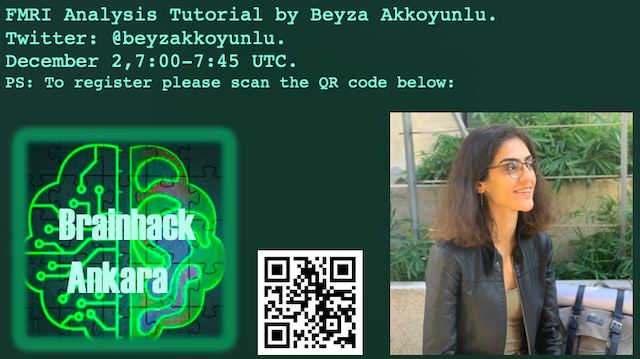 FMRI Analysis Tutorial by Beyza Akkoyunlu.
Twitter: @beyzakkoyunlu.
December 2,7:00-7:45 UTC.
PS: To register please scan the QR code below:
Brainhack
Ankara